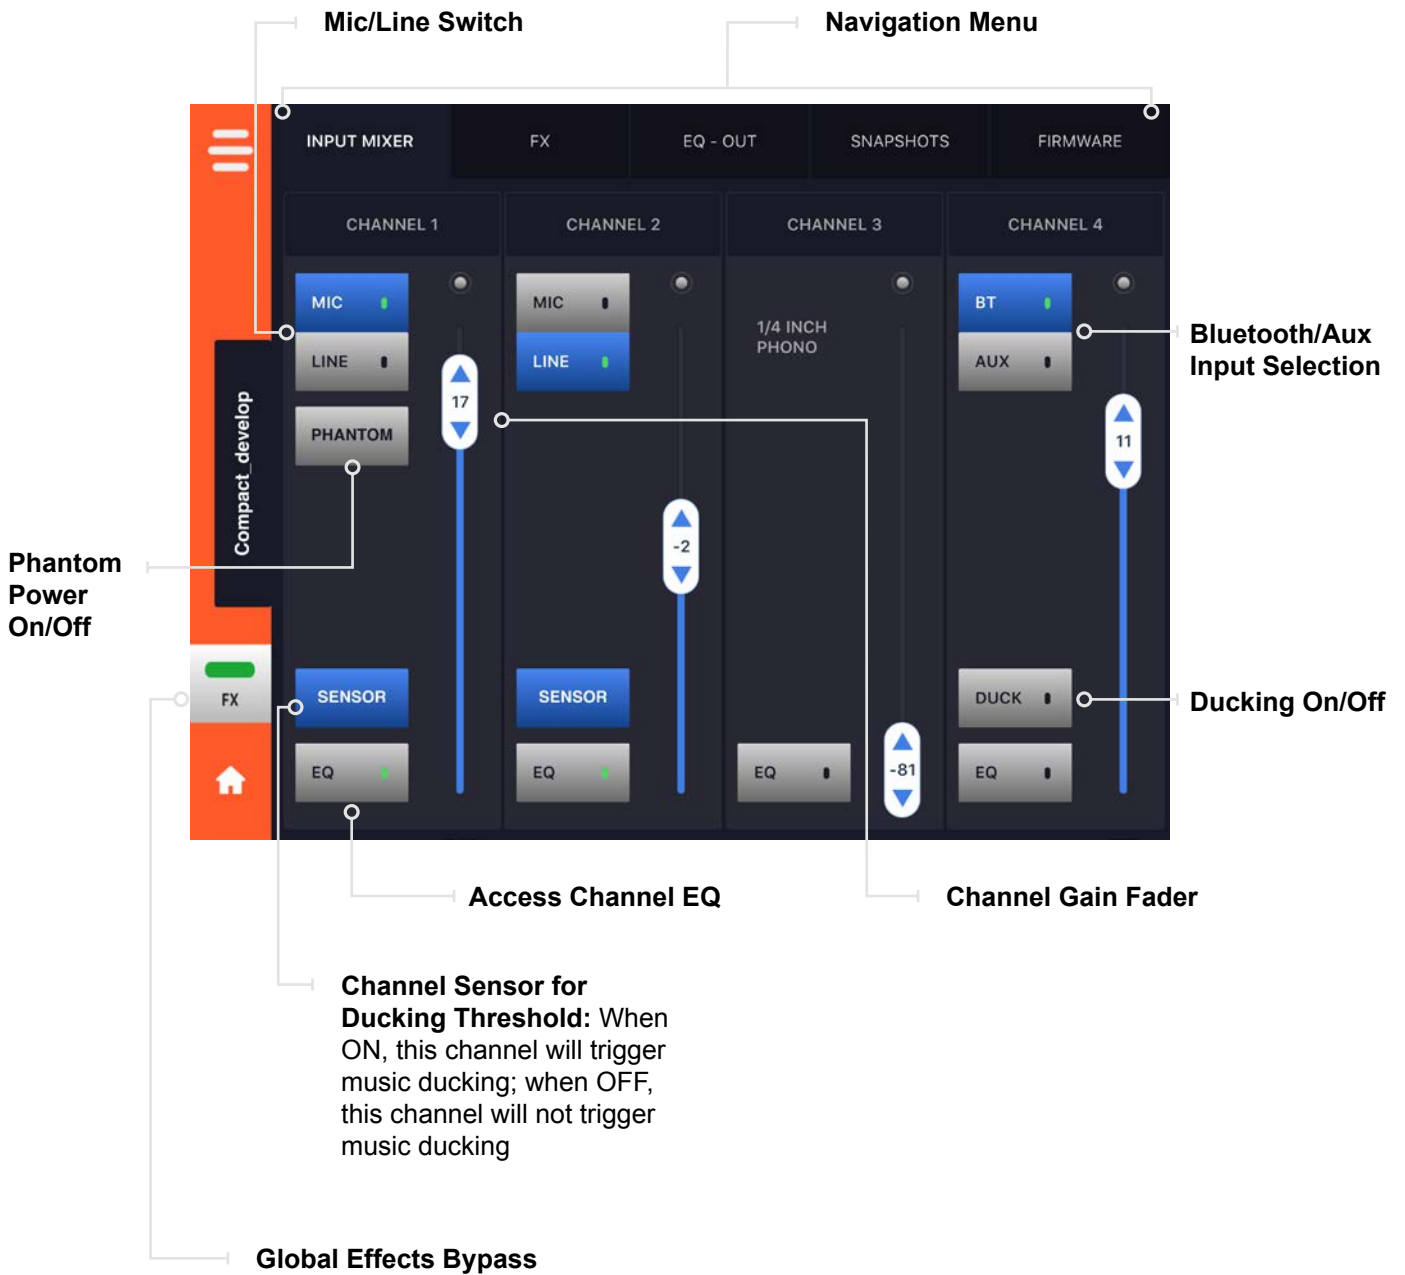 Mic/Line Switch
Navigation Menu
INPUT MIXER
FX
EQ - OUT
SNAPSHOTS
FIRMWARE
CHANNEL 1
CHANNEL 2
CHANNEL 3
CHANNEL 4
MIC
LINE
PHANTOM
17
SENSOR
EQ
MIC
LINE
-2
SENSOR
EQ
1/4 INCH
PHONO
EQ
-81
BT
AUX
11
DUCK
EQ
Compact_develop
FX
Bluetooth/Aux
Input Selection
Phantom
Power
On/Off
Ducking On/Off
Access Channel EQ
Channel Gain Fader
Channel Sensor for
Ducking Threshold: When
ON, this channel will trigger
music ducking; when OFF,
this channel will not trigger
music ducking
Global Effects Bypass